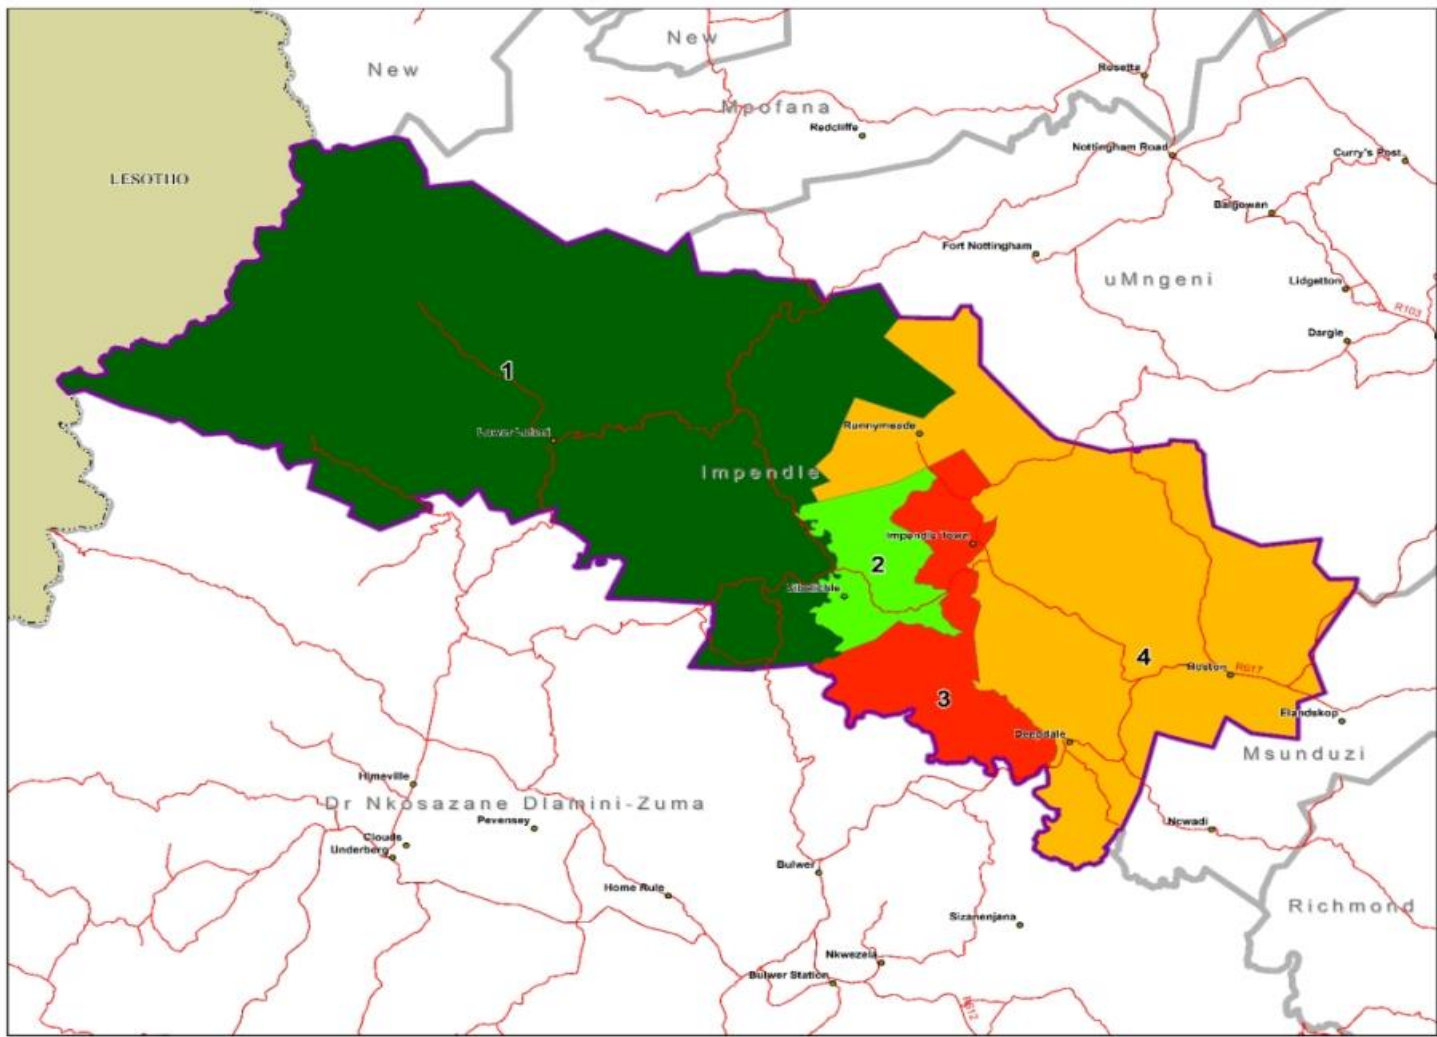 New
New
Rosetta
Mpofana
Redcliffe
Nottingham Road
Curry's Post
LESOTHO
Balgowan
Fort Nottingham
uMngeni
Lidgetton
R103
Dargle
1
Runnymeade
Impendle
Impendle Town
2
4
Boston
R617
3
Elandskop
Deepdale
Msunduzi
Himeville
Dr Nkosazane Dlamini-Zuma
Pevensey
Ncwadi
Clouds
Underberg
Bulwer
Home Rule
Richmond
Sizanenjana
Nkwezela
Bulwer Station
R612